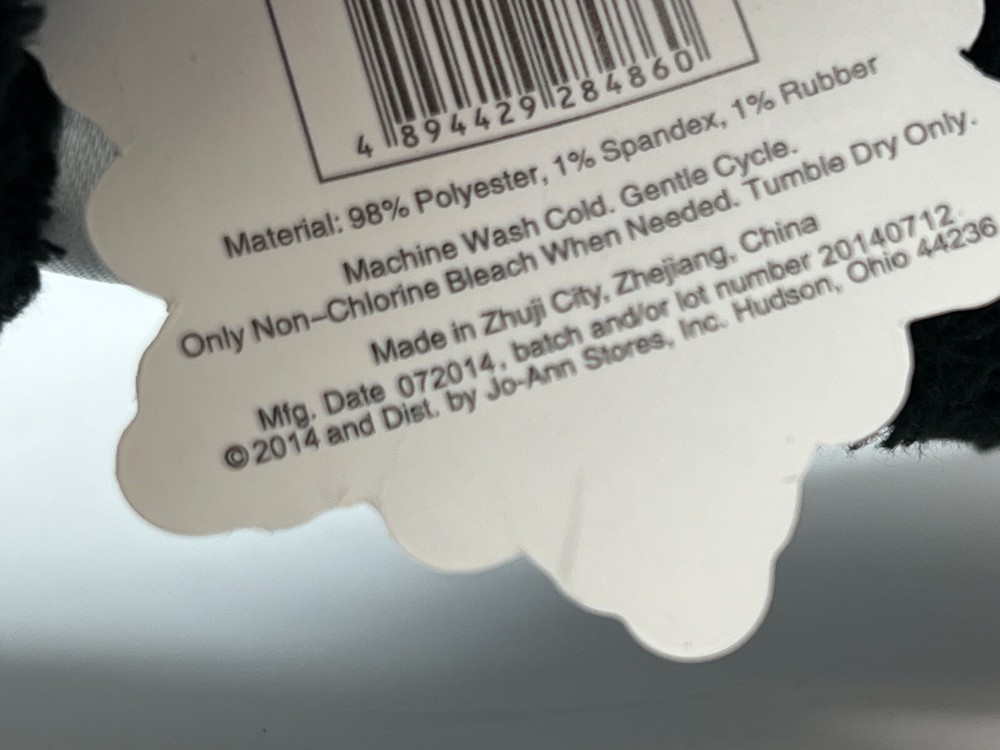 4 894429 284860
Material: 98% Polyester, 1% Spandex, 1% Rubber
Machine Wash Cold. Gentle Cycle.
Only Non-Chlorine Bleach When Needed. Tumble Dry Only.
Made in Zhuji City, Zhejiang, China
Mfg. Date 072014, batch and/or lot number 20140712.
©2014 and Dist. by Jo-Ann Stores, Inc. Hudson, Ohio 44236